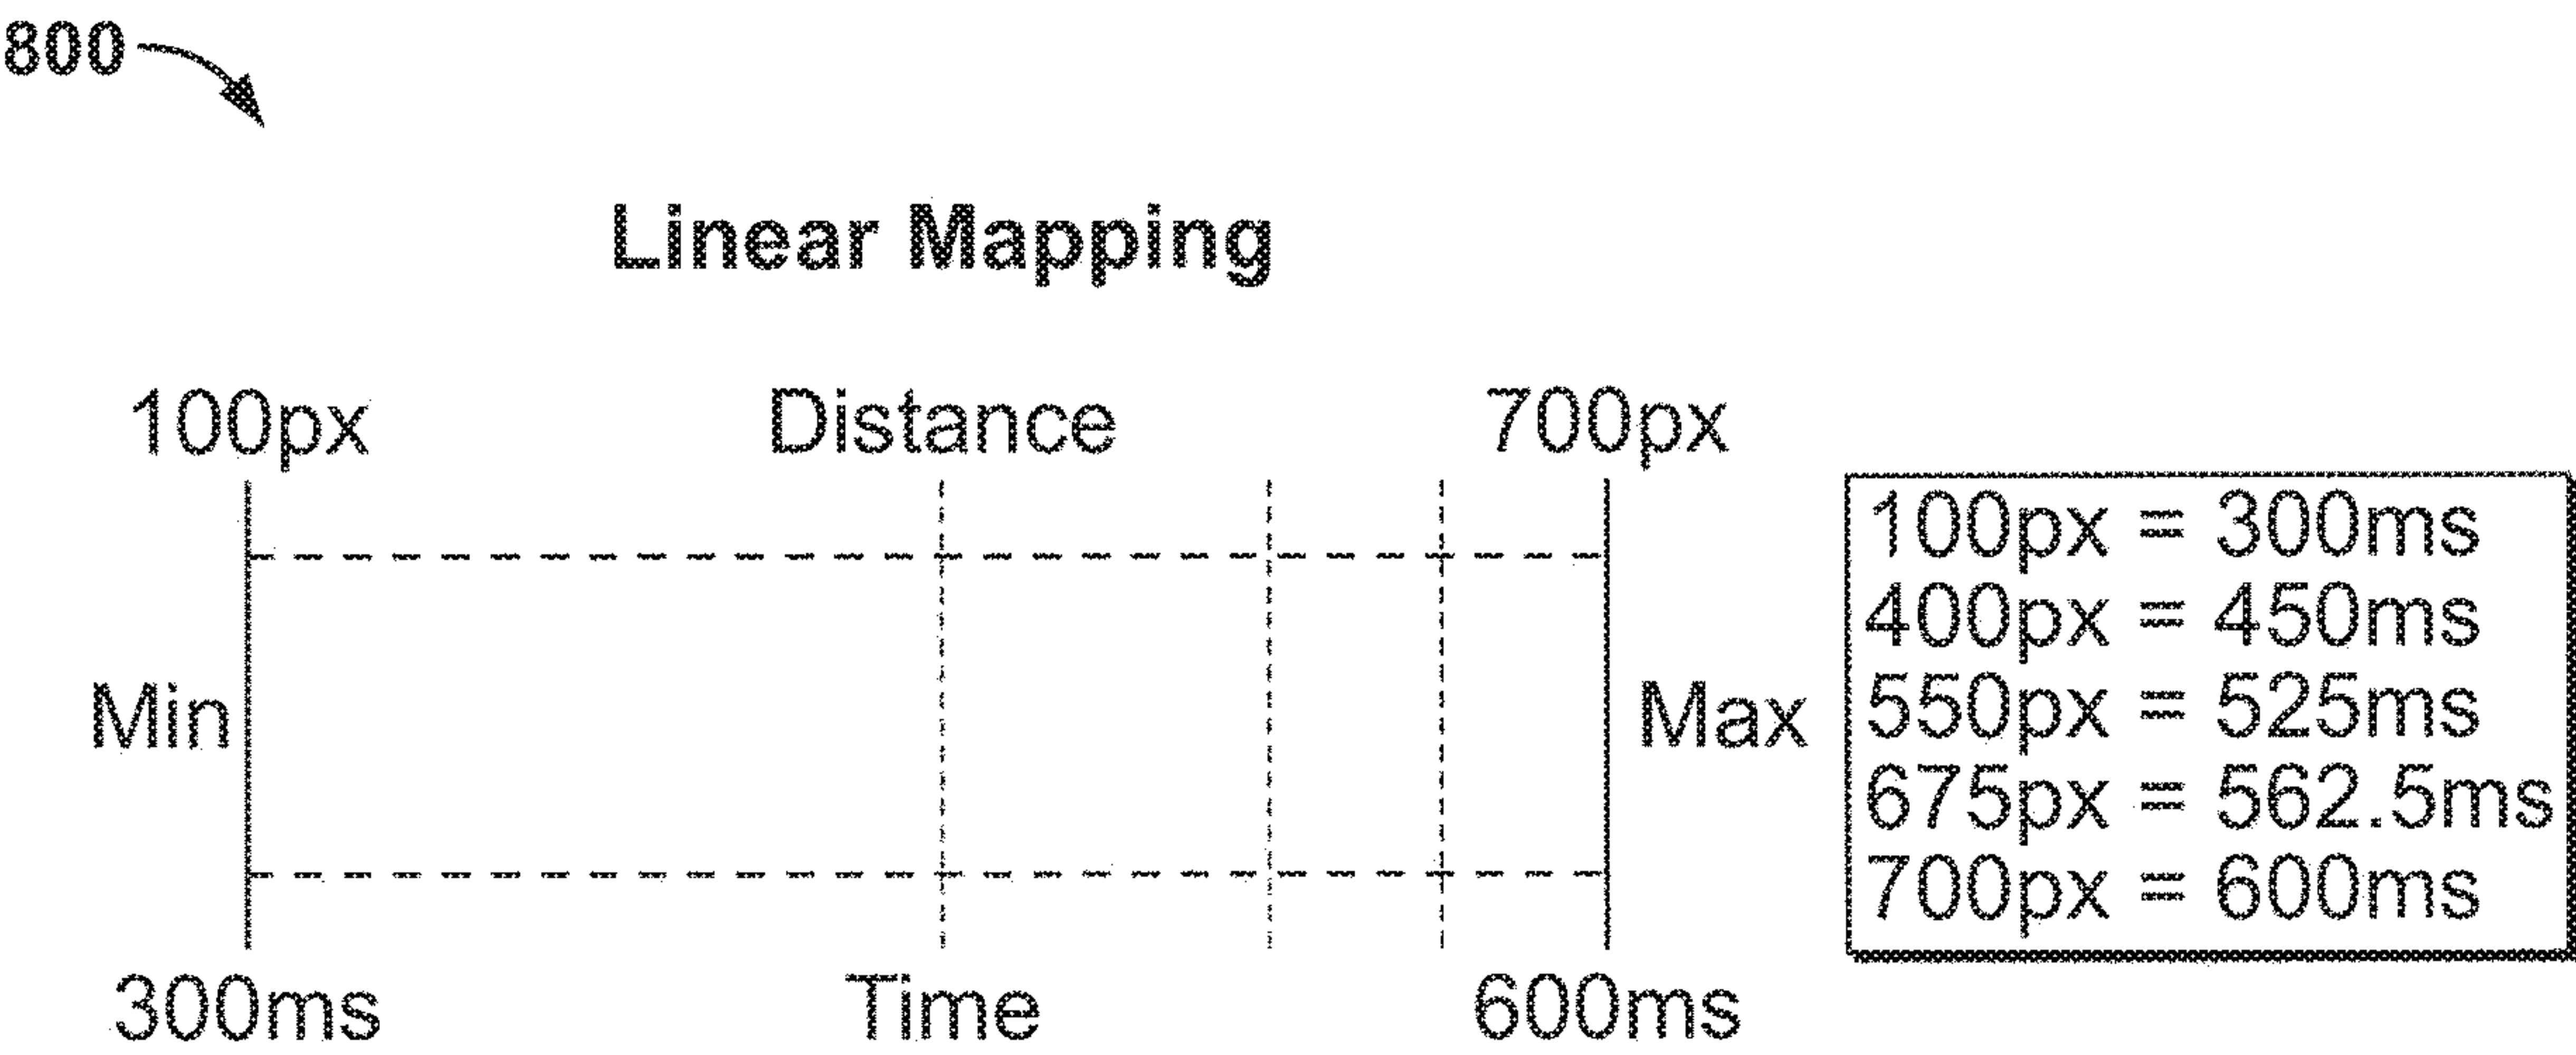 800
Linear Mapping
100px Distance 700px
Min Max
300ms Time 600ms
100px = 300ms
400px = 450ms
550px = 525ms
675px = 562.5ms
700px = 600ms